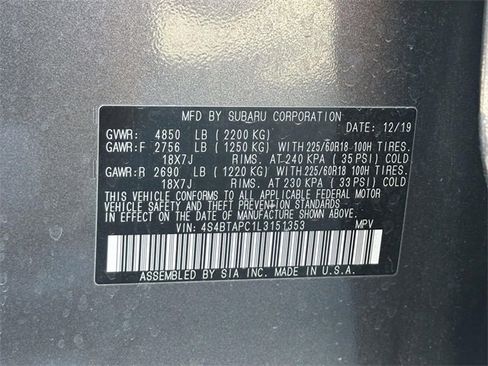 MFD BY SUBARU CORPORATION
GVWR: 4850 LB (2200 KG) DATE: 12/19
GAWR:F 2756 LB (1250 KG) WITH 225/60R18 100H TIRES.
18X7J RIMS. AT 240 KPA (35 PSI) COLD
GAWR:R 2690 LB (1220 KG) WITH 225/60R18 100H TIRES.
18X7J RIMS. AT 230 KPA (33 PSI) COLD
THIS VEHICLE CONFORMS TO ALL APPLICABLE FEDERAL MOTOR
VEHICLE SAFETY, BUMPER, AND THEFT PREVENTION STANDARDS
IN EFFECT ON THE DATE OF MANUFACTURE SHOWN ABOVE.
VIN: 4S4BTAPC1L3151353 MPV
ASSEMBLED BY SIA INC. MADE IN U.S.A.